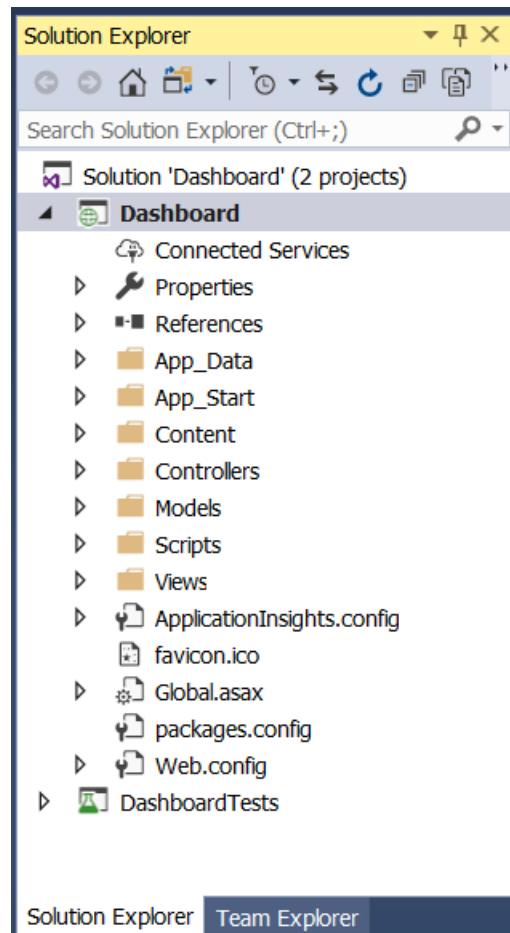 Solution Explorer
Search Solution Explorer (Ctrl+;)
Solution 'Dashboard' (2 projects)
Dashboard
Connected Services
Properties
References
App_Data
App_Start
Content
Controllers
Models
Scripts
Views
ApplicationInsights.config
favicon.ico
Global.asax
packages.config
Web.config
DashboardTests
Solution Explorer Team Explorer